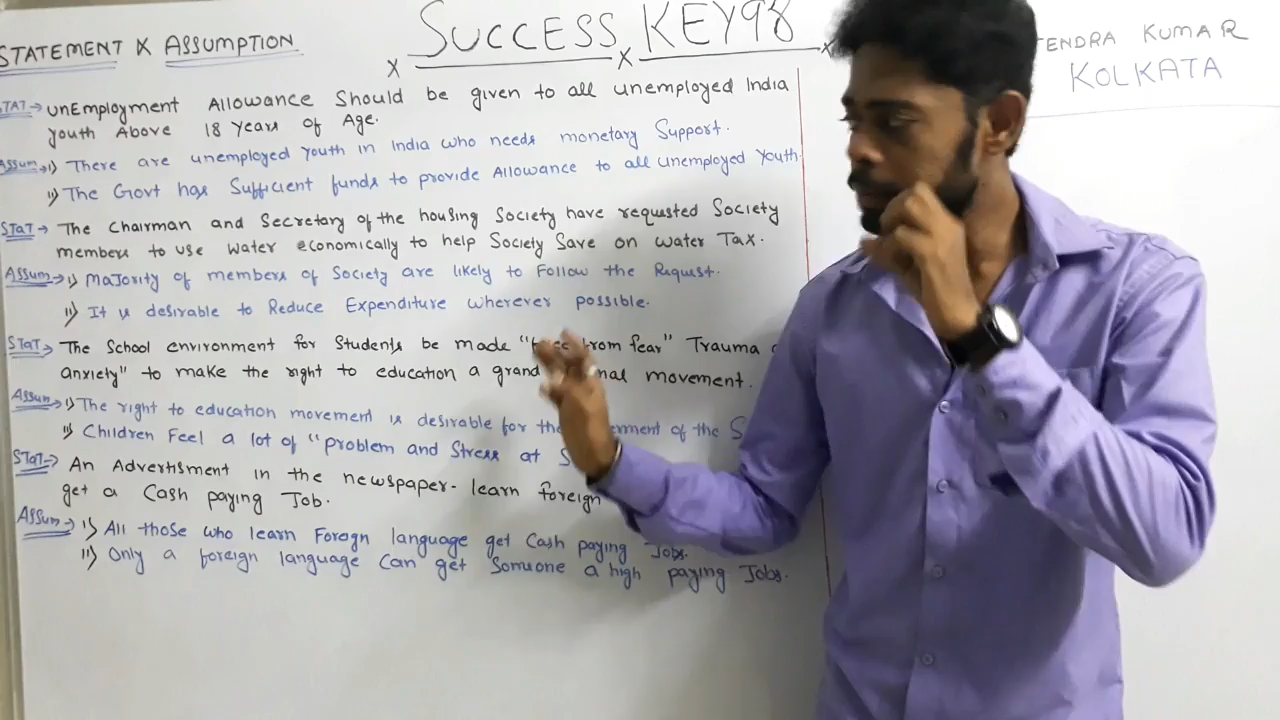 SUCCESS KEY98
STATEMENT X ASSUMPTION
TENDRA KUMAR
KOLKATA
STAT → unEmployment Allowance Should be given to all unemployed India
youth Above 18 Years of Age.
Assum → i) There are unemployed Youth in India who needs monetary Support.
ii) The Govt has Sufficient funds to provide Allowance to all unemployed Youth.
STAT → The Chairman and Secretary of the housing Society have requsted Society
members to use water economically to help Society Save on water Tax.
Assum → i) Majority of members of Society are likely to Follow the Request.
ii) It is desirable to Reduce Expenditure wherever possible.
STAT → The School environment for Students be made "free from fear" Trauma
anxiety" to make the right to education a grand nal movement.
Assum → i) The right to education movement is desirable for the
ii) Children Feel a lot of "problem and Stress at
STAT → An Advertisment in the newspaper- learn foreign
get a Cash paying Job.
Assum → i) All those who learn Foregn language get Cash paying Jobs.
ii) Only a foreign language Can get Somuone a high paying Jobs.